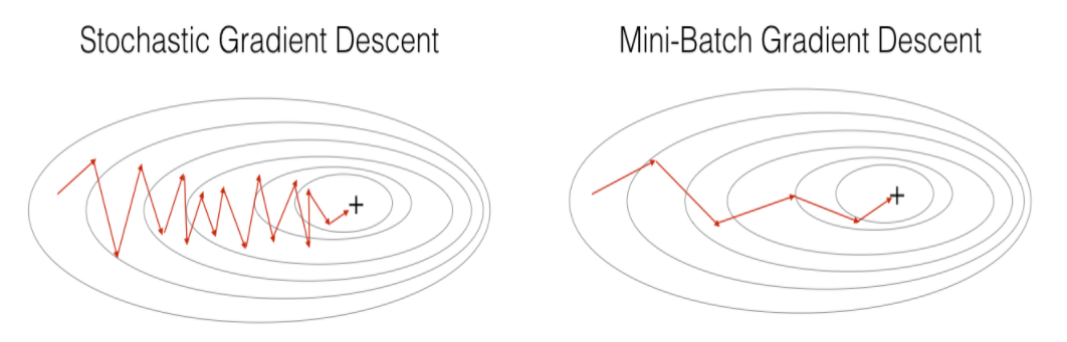 Stochastic Gradient Descent
Mini-Batch Gradient Descent